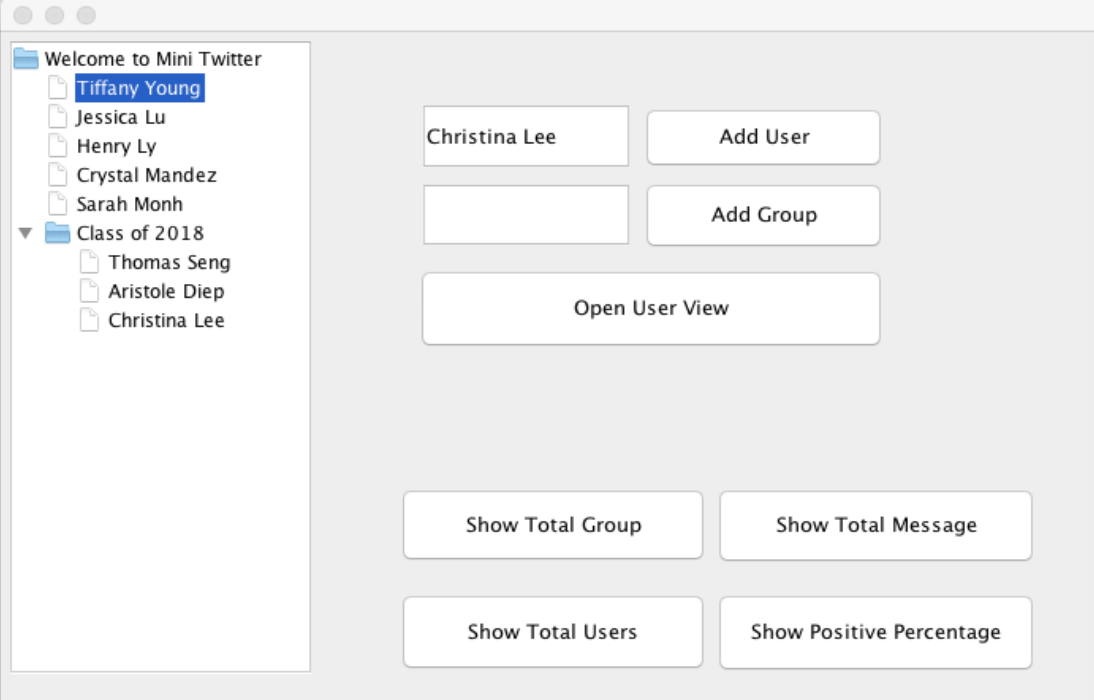 Welcome to Mini Twitter
Tiffany Young
Jessica Lu
Henry Ly
Crystal Mandez
Sarah Monh
Class of 2018
Thomas Seng
Aristole Diep
Christina Lee
Christina Lee
Add User
Add Group
Open User View
Show Total Group
Show Total Message
Show Total Users
Show Positive Percentage